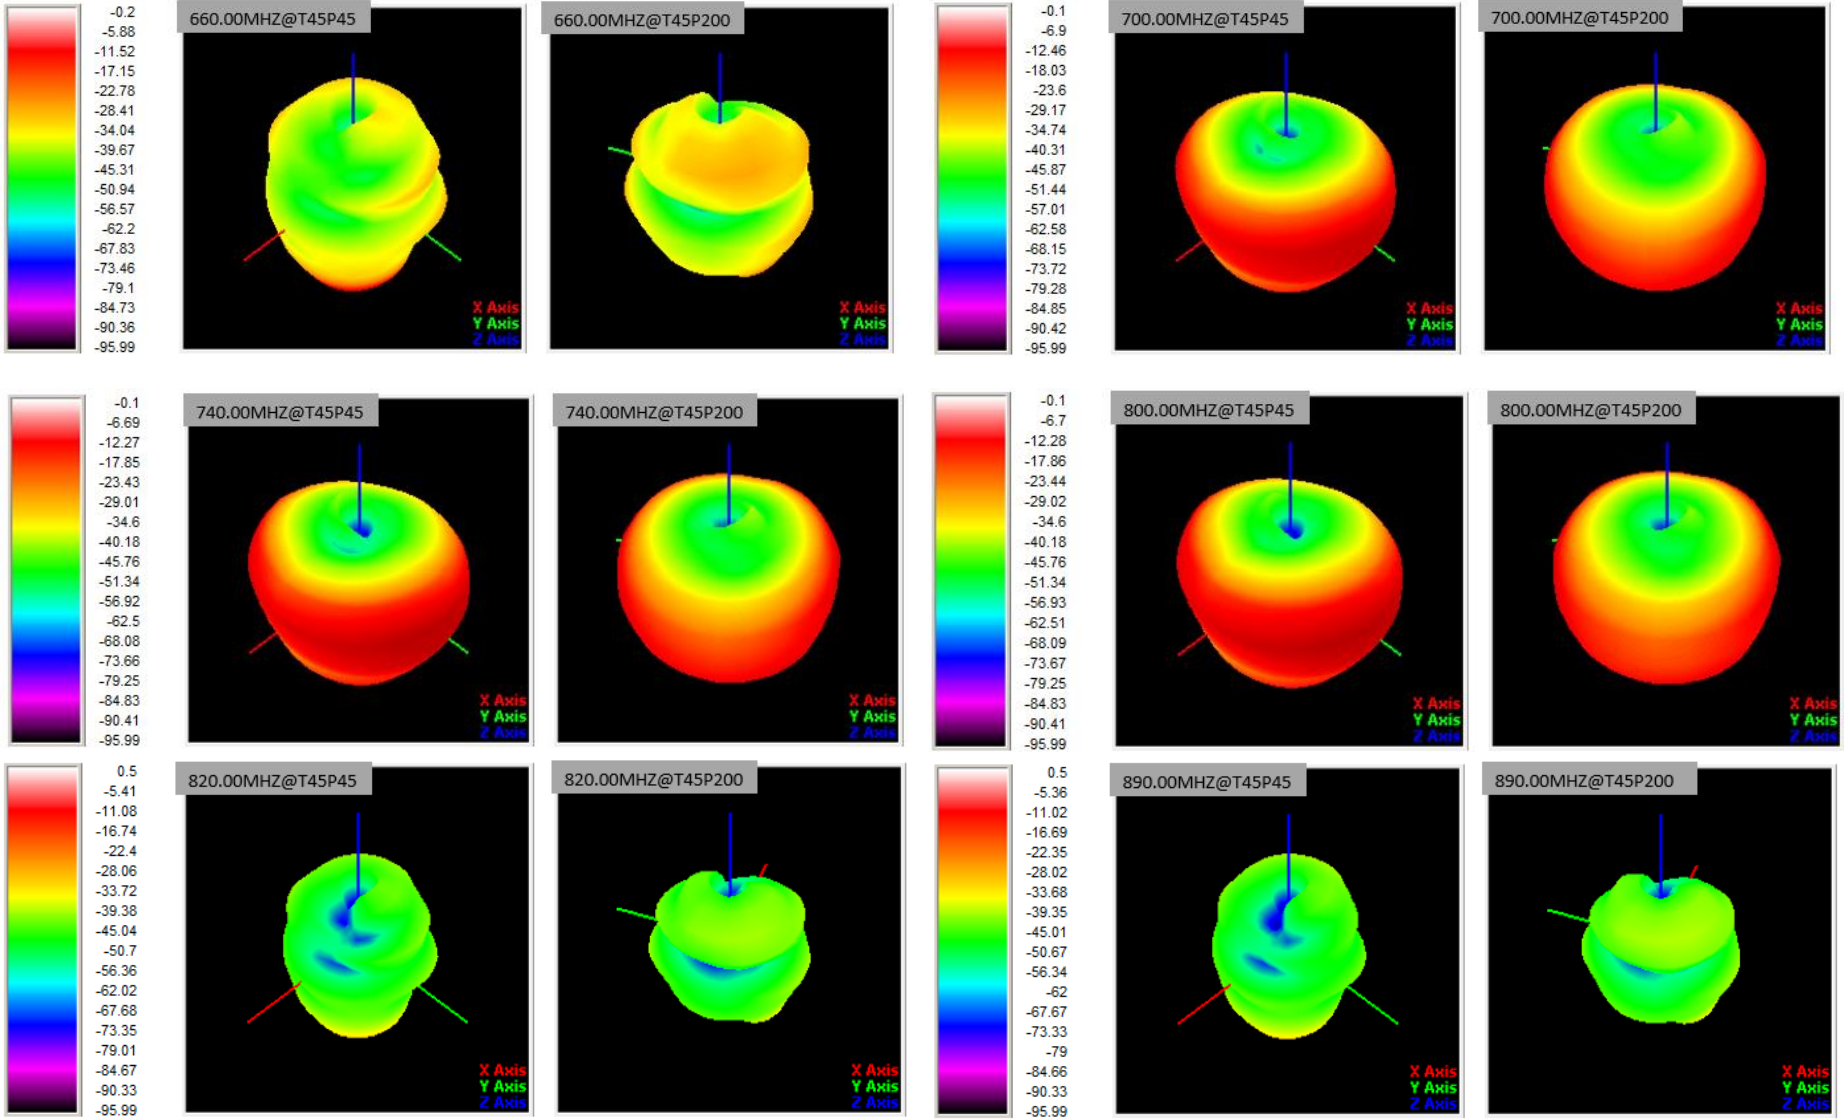 -0.2
-5.88
-11.52
-17.15
-22.78
-28.41
-34.04
-39.67
-45.31
-50.94
-56.57
-62.2
-67.83
-73.46
-79.1
-84.73
-90.36
-95.99
660.00MHZ@T45P45
X Axis
Y Axis
Z Axis
660.00MHZ@T45P200
X Axis
Y Axis
Z Axis
-0.1
-6.9
-12.46
-18.03
-23.6
-29.17
-34.74
-40.31
-45.87
-51.44
-57.01
-62.58
-68.15
-73.72
-79.28
-84.85
-90.42
-95.99
700.00MHZ@T45P45
X Axis
Y Axis
Z Axis
700.00MHZ@T45P200
X Axis
Y Axis
Z Axis
-0.1
-6.69
-12.27
-17.85
-23.43
-29.01
-34.6
-40.18
-45.76
-51.34
-56.92
-62.5
-68.08
-73.66
-79.25
-84.83
-90.41
-95.99
740.00MHZ@T45P45
X Axis
Y Axis
Z Axis
740.00MHZ@T45P200
X Axis
Y Axis
Z Axis
-0.1
-6.7
-12.28
-17.86
-23.44
-29.02
-34.6
-40.18
-45.76
-51.34
-56.93
-62.51
-68.09
-73.67
-79.25
-84.83
-90.41
-95.99
800.00MHZ@T45P45
X Axis
Y Axis
Z Axis
800.00MHZ@T45P200
X Axis
Y Axis
Z Axis
0.5
-5.41
-11.08
-16.74
-22.4
-28.06
-33.72
-39.38
-45.04
-50.7
-56.36
-62.02
-67.68
-73.35
-79.01
-84.67
-90.33
-95.99
820.00MHZ@T45P45
X Axis
Y Axis
Z Axis
820.00MHZ@T45P200
X Axis
Y Axis
Z Axis
0.5
-5.36
-11.02
-16.69
-22.35
-28.02
-33.68
-39.35
-45.01
-50.67
-56.34
-62
-67.67
-73.33
-79
-84.66
-90.33
-95.99
890.00MHZ@T45P45
X Axis
Y Axis
Z Axis
890.00MHZ@T45P200
X Axis
Y Axis
Z Axis